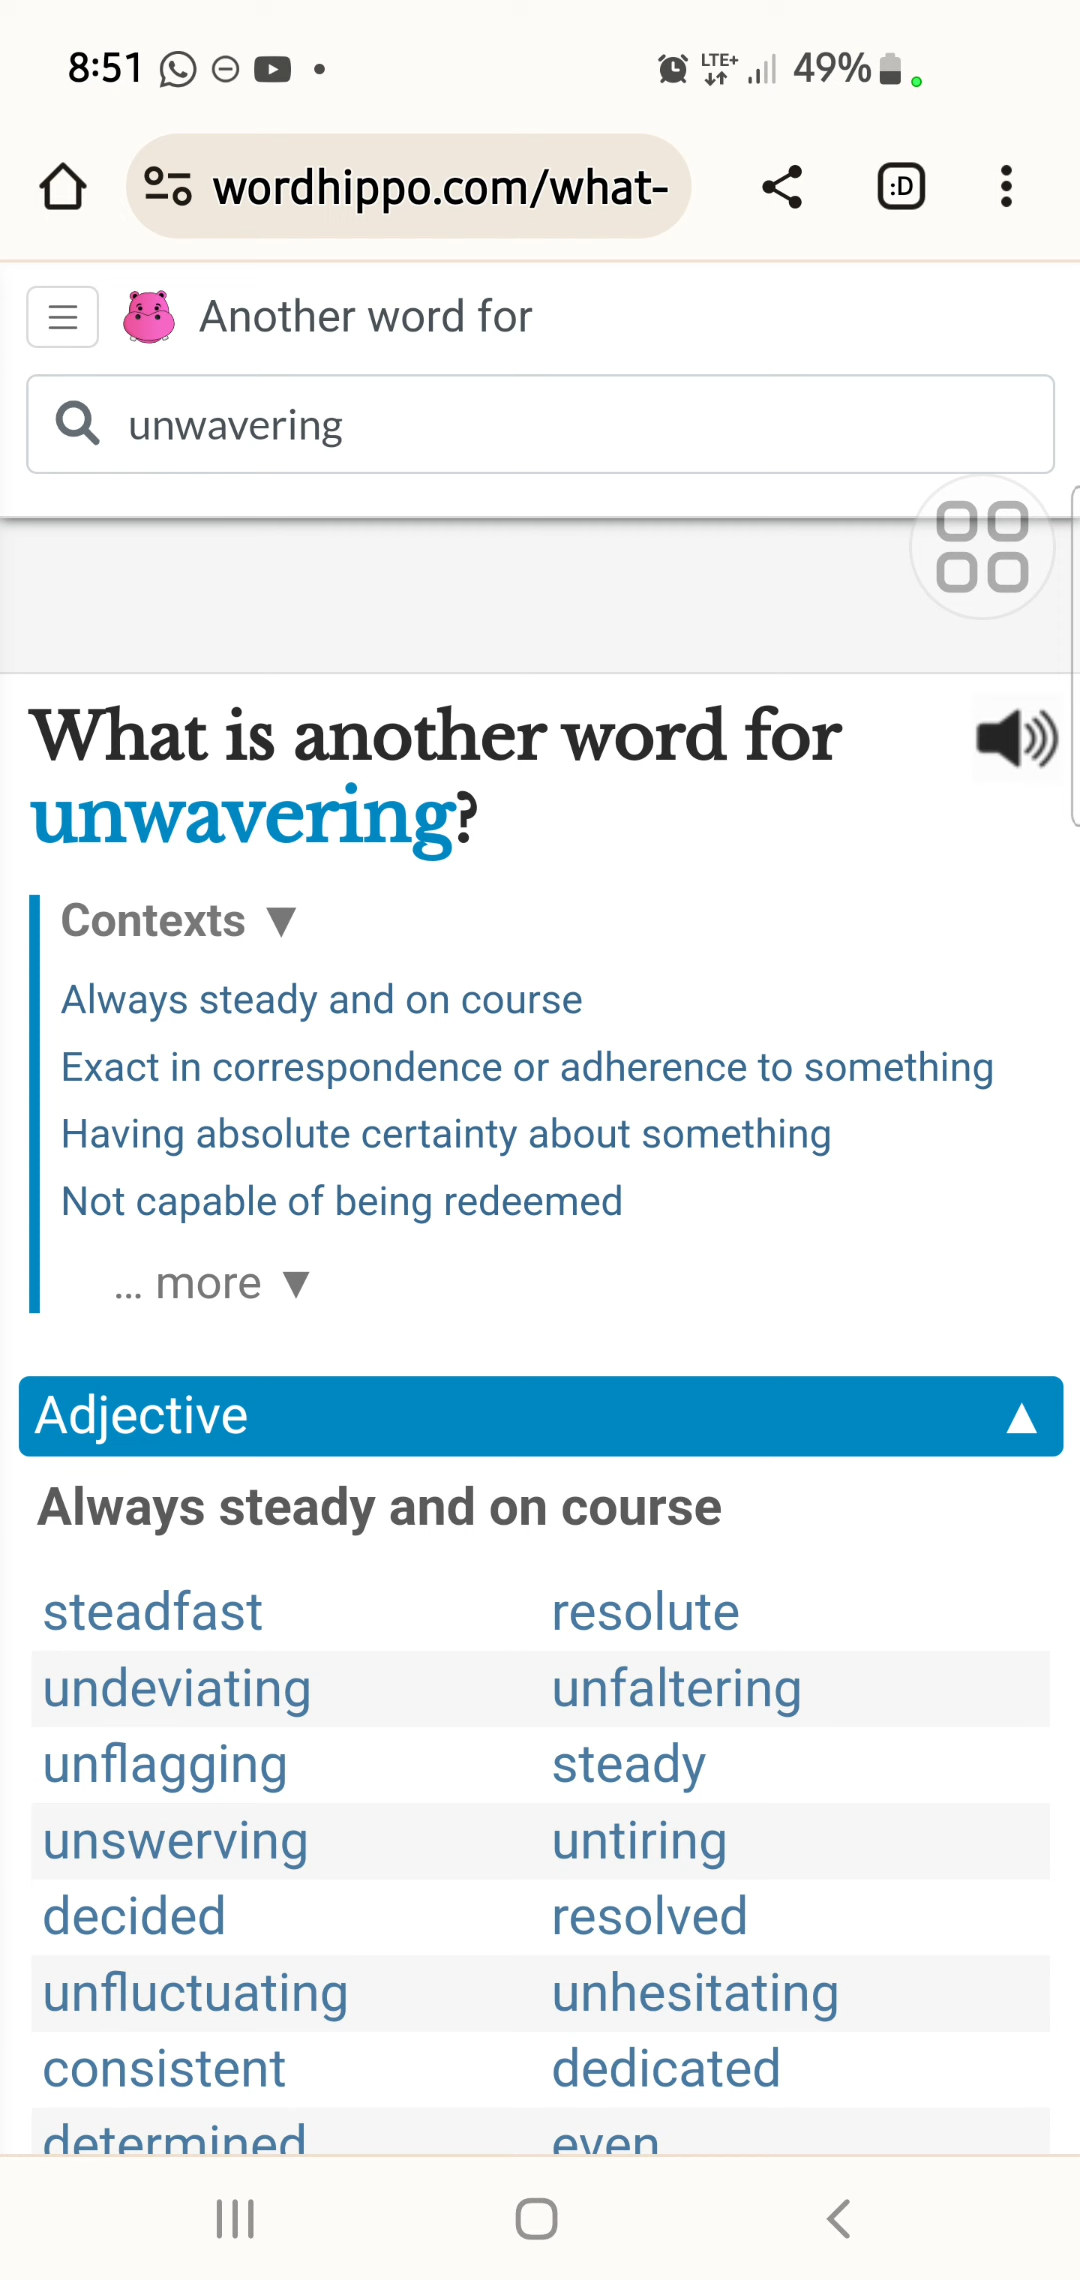 8:51
LTE+
49%
wordhippo.com/what-
:D
Another word for
unwavering
What is another word for
unwavering?
Contexts ▼
Always steady and on course
Exact in correspondence or adherence to something
Having absolute certainty about something
Not capable of being redeemed
... more ▼
Adjective ▲
Always steady and on course
steadfast resolute
undeviating unfaltering
unflagging steady
unswerving untiring
decided resolved
unfluctuating unhesitating
consistent dedicated
determined even